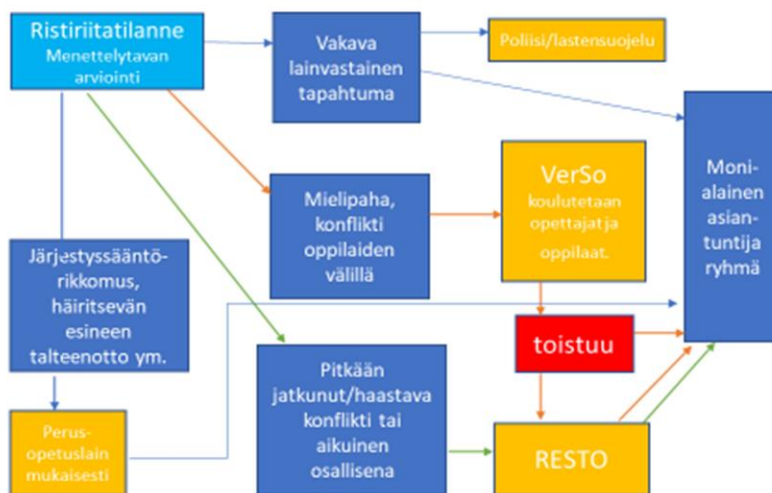 Ristiriitatilanne
Menettelytavan
arviointi
Vakava
lainvastainen
tapahtuma
Poliisi/lastensuojelu
Mielipaha,
konflikti
oppilaiden
välillä
VerSo
koulutetaan
opettajatja
oppilaat.
Moni-
alainen
asian-
tuntija
ryhmä
Järjestyssääntö-
rikkomus,
häiritsevän
esineen
talteenotto ym.
toistuu
Pitkään
jatkunut/haastava
konflikti tai
aikuinen
osallisena
Perus-
opetuslain
mukaisesti
RESTO